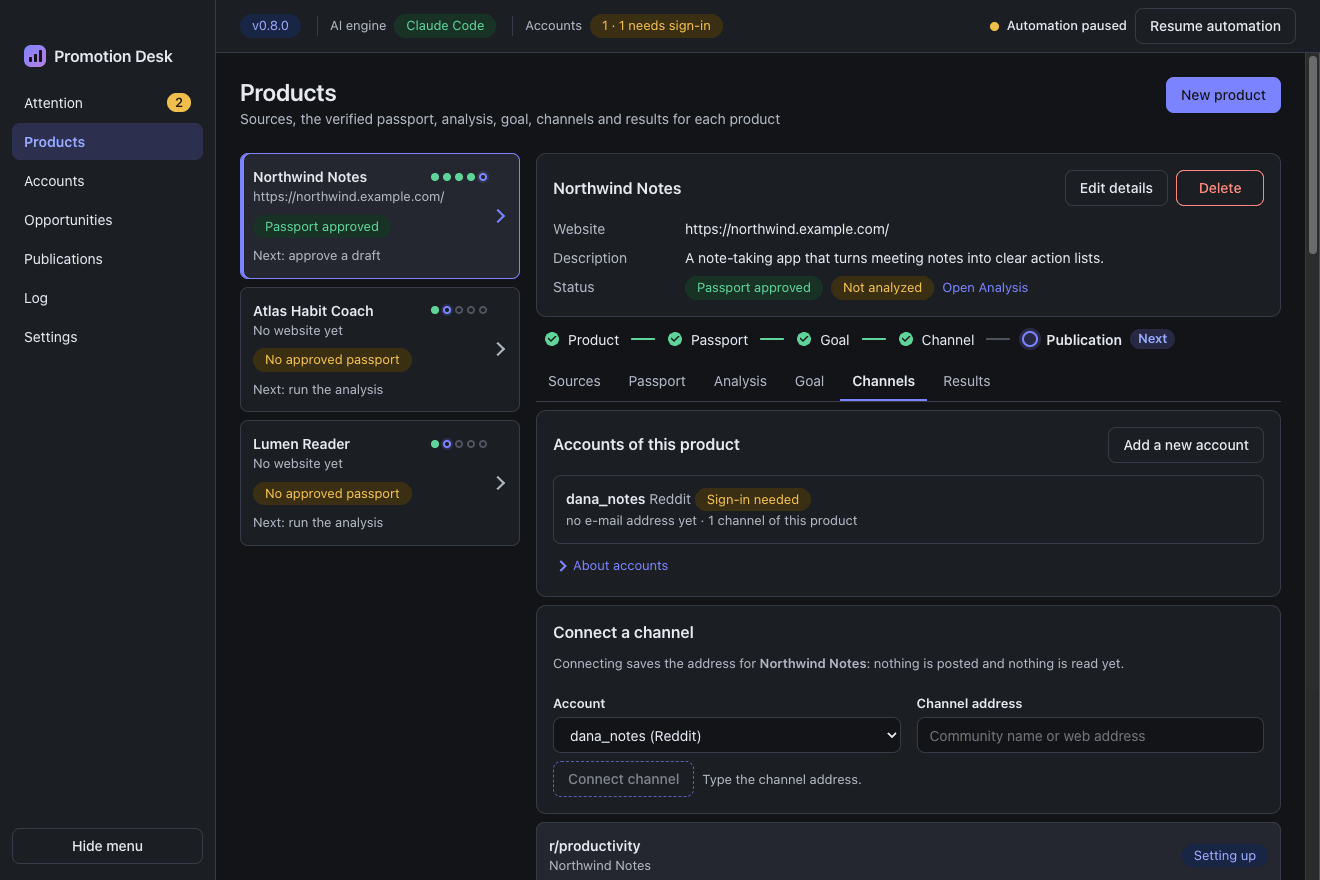 v0.8.0 AI engine Claude Code Accounts 1 · 1 needs sign-in Automation paused Resume automation
Promotion Desk
Attention 2
Products
Accounts
Opportunities
Publications
Log
Settings
Hide menu
Products
Sources, the verified passport, analysis, goal, channels and results for each product
New product
Northwind Notes
https://northwind.example.com/
Passport approved
Next: approve a draft
Atlas Habit Coach
No website yet
No approved passport
Next: run the analysis
Lumen Reader
No website yet
No approved passport
Next: run the analysis
Northwind Notes
Edit details Delete
Website https://northwind.example.com/
Description A note-taking app that turns meeting notes into clear action lists.
Status Passport approved Not analyzed Open Analysis
Product Passport Goal Channel Publication Next
Sources Passport Analysis Goal Channels Results
Accounts of this product
Add a new account
dana_notes Reddit Sign-in needed
no e-mail address yet · 1 channel of this product
About accounts
Connect a channel
Connecting saves the address for Northwind Notes: nothing is posted and nothing is read yet.
Account Channel address
dana_notes (Reddit) Community name or web address
Connect channel Type the channel address.
r/productivity
Northwind Notes
Setting up